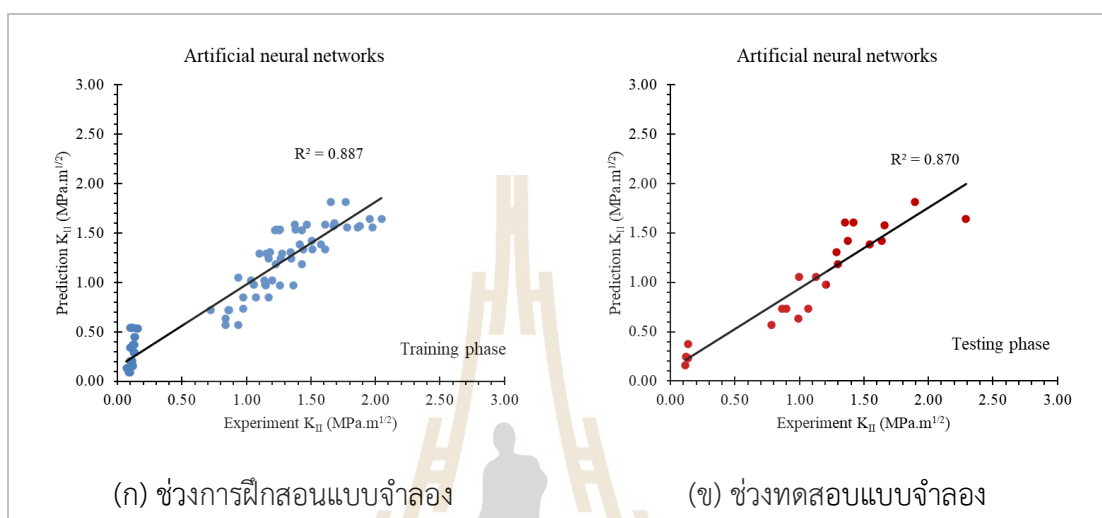 Artificial neural networks
3.00
2.50
2.00
1.50
1.00
0.50
0.00
Prediction K_II (MPa.m^1/2)
R² = 0.887
Training phase
0.00 0.50 1.00 1.50 2.00 2.50 3.00
Experiment K_II (MPa.m^1/2)
(ก) ช่วงการฝึกสอนแบบจำลอง
Artificial neural networks
3.00
2.50
2.00
1.50
1.00
0.50
0.00
Prediction K_II (MPa.m^1/2)
R² = 0.870
Testing phase
0.00 0.50 1.00 1.50 2.00 2.50 3.00
Experiment K_II (MPa.m^1/2)
(ข) ช่วงทดสอบแบบจำลอง